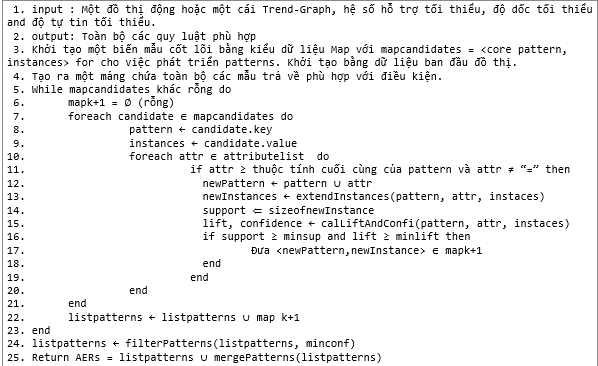 1. input : Một đồ thị động hoặc một cái Trend-Graph, hệ số hỗ trợ tối thiểu, độ dốc tối thiểu
and độ tự tin tối thiểu.
2. output: Toàn bộ các quy luật phù hợp
3. Khởi tạo một biến mẫu cốt lõi bằng kiểu dữ liệu Map với mapcandidates = <core pattern,
instances> for cho việc phát triển patterns. Khởi tạo bằng dữ liệu ban đầu đồ thị.
4. Tạo ra một mảng chứa toàn bộ các mẫu trả về phù hợp với điều kiện.
5. While mapcandidates khác rỗng do
6. mapk+1 = Ø (rỗng)
7. foreach candidate ∈ mapcandidates do
8. pattern ← candidate.key
9. instances ← candidate.value
10. foreach attr ∈ attributelist do
11. if attr ≥ thuộc tính cuối cùng của pattern và attr ≠ “=” then
12. newPattern ← pattern ∪ attr
13. newInstances ← extendInstances(pattern, attr, instaces)
14. support ⇐ sizeofnewInstance
15. lift, confidence ← calLiftAndConfi(pattern, attr, instaces)
16. if support ≥ minsup and lift ≥ minlift then
17. Đưa <newPattern,newInstance> ∈ mapk+1
18. end
19. end
20. end
21. end
22. listpatterns ← listpatterns ∪ map k+1
23. end
24. listpatterns ← filterPatterns(listpatterns, minconf)
25. Return AERs = listpatterns ∪ mergePatterns(listpatterns)